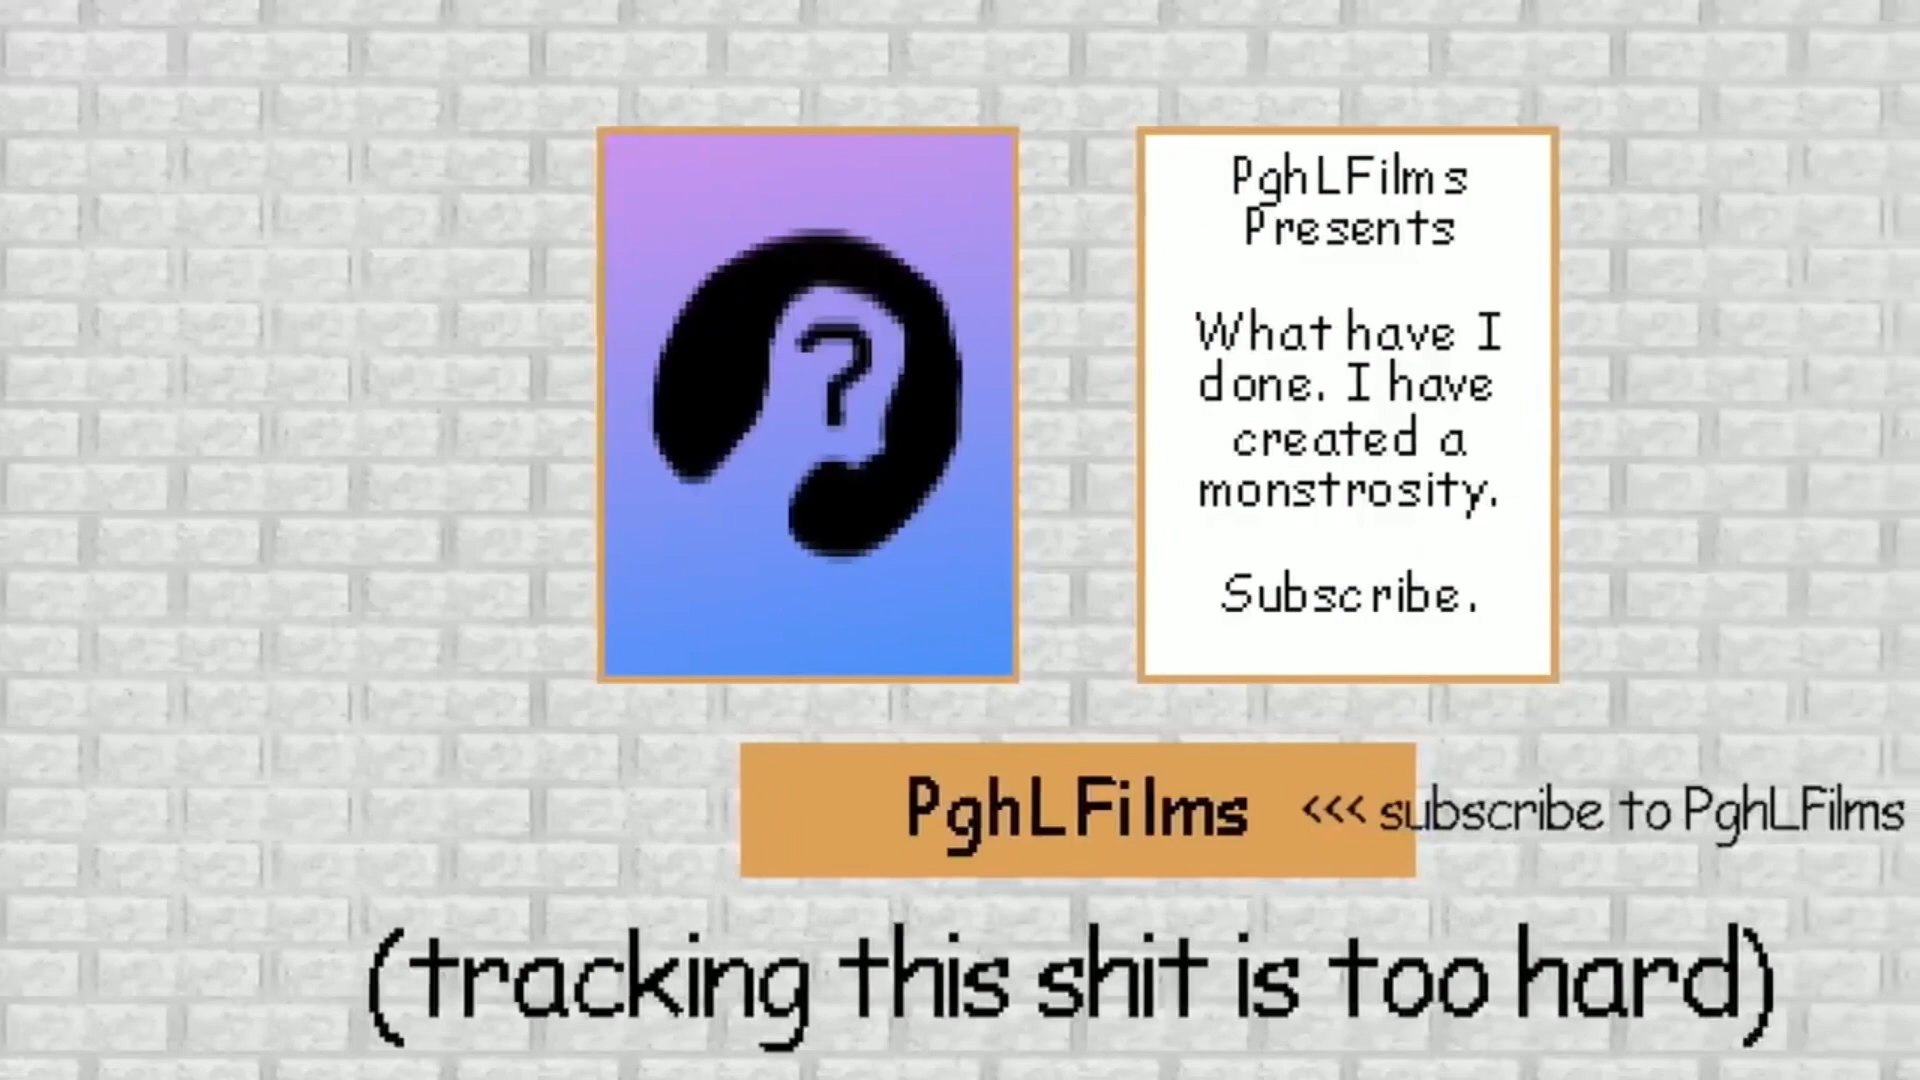 ?
PghLFilms
Presents
What have I
done. I have
created a
monstrosity.
Subscribe.
PghLFilms
<<< subscribe to PghLFilms
(tracking this shit is too hard)